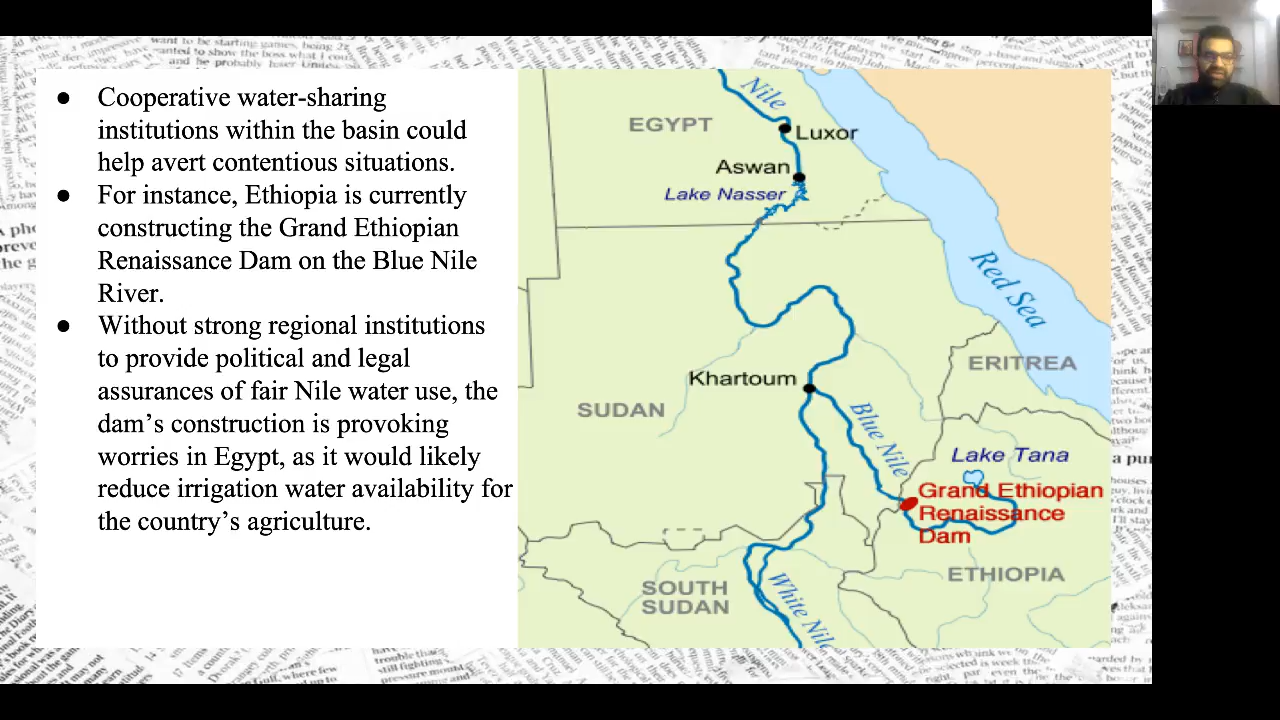 ● Cooperative water-sharing
institutions within the basin could
help avert contentious situations.
● For instance, Ethiopia is currently
constructing the Grand Ethiopian
Renaissance Dam on the Blue Nile
River.
● Without strong regional institutions
to provide political and legal
assurances of fair Nile water use, the
dam’s construction is provoking
worries in Egypt, as it would likely
reduce irrigation water availability for
the country’s agriculture.
Nile
EGYPT
Luxor
Aswan
Lake Nasser
Red Sea
ERITREA
Khartoum
SUDAN
Blue Nile
Lake Tana
Grand Ethiopian
Renaissance
Dam
ETHIOPIA
SOUTH
SUDAN
White Nile